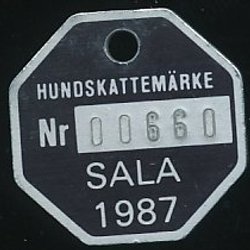 HUNDSKATTEMÄRKE
Nr 00660
SALA
1987